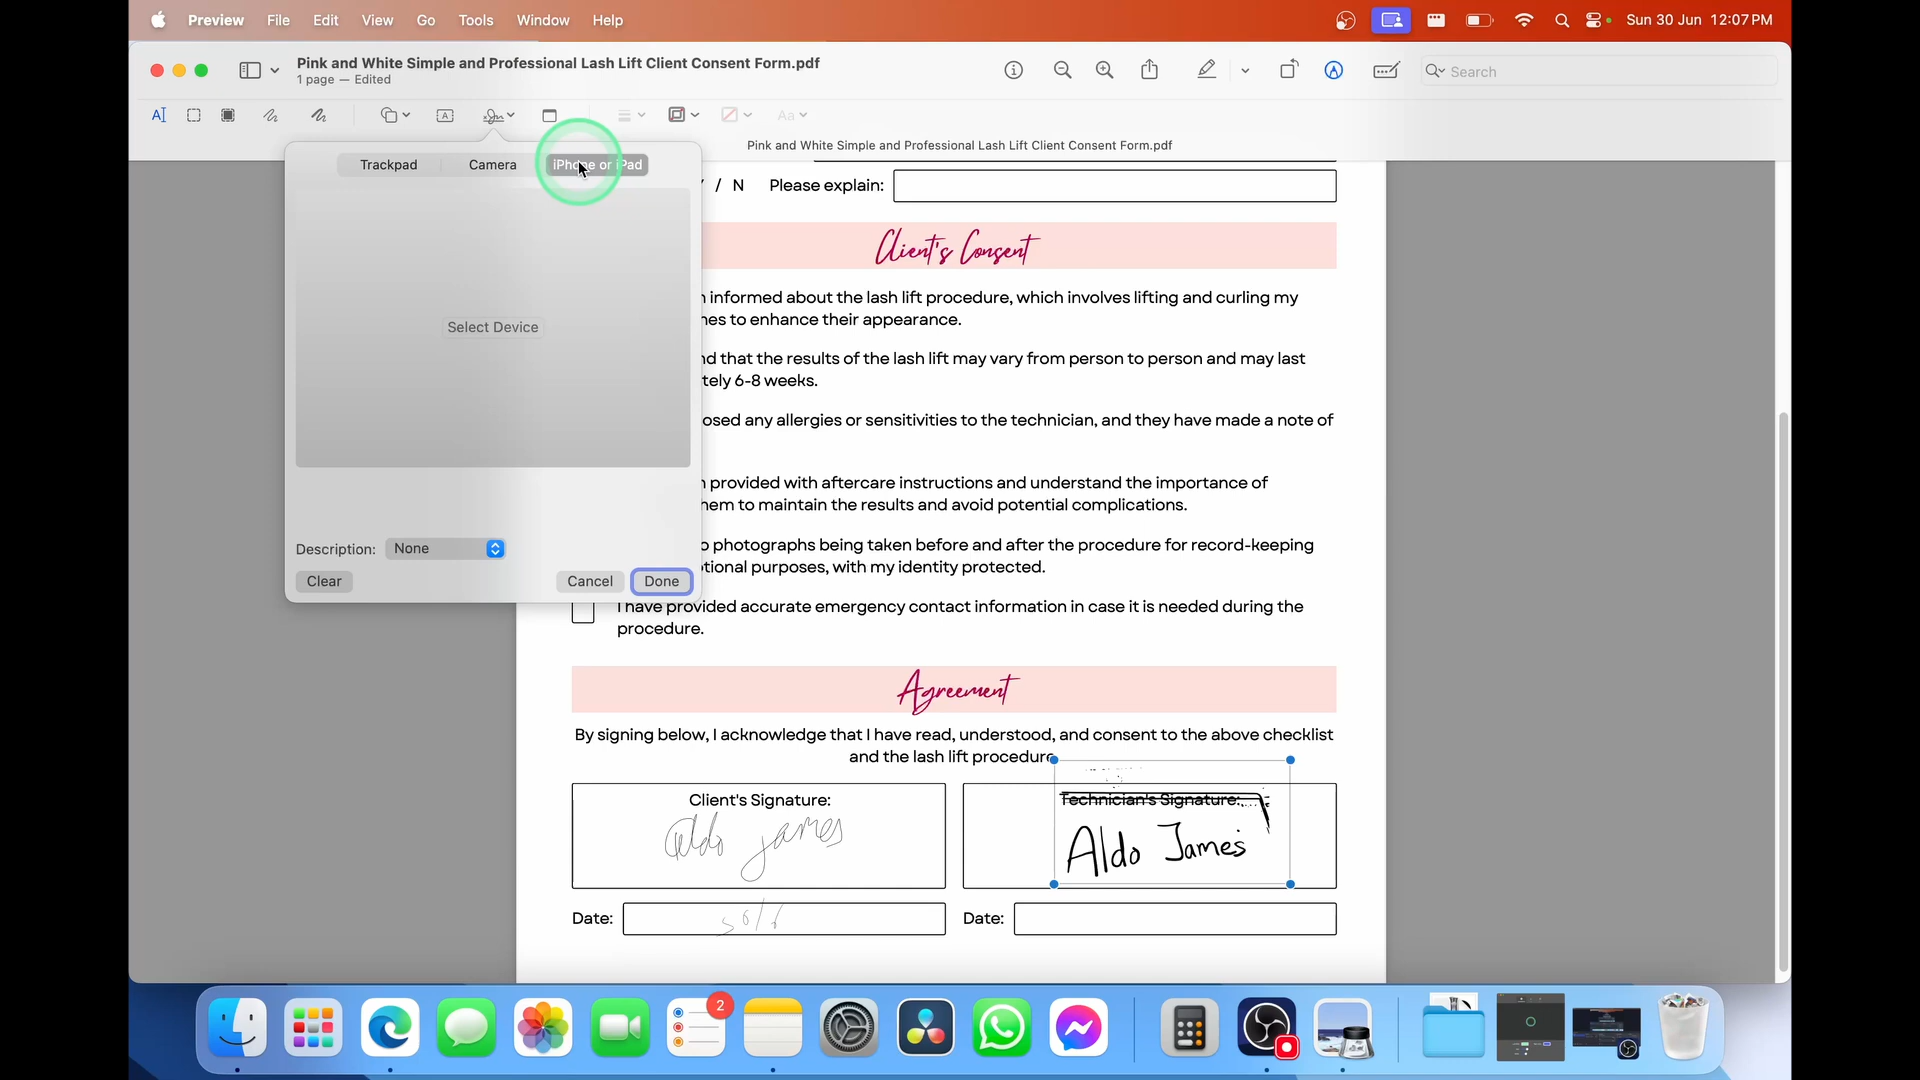 Preview File Edit View Go Tools Window Help Sun 30 Jun 12:07 PM
Pink and White Simple and Professional Lash Lift Client Consent Form.pdf
1 page — Edited
Search
Pink and White Simple and Professional Lash Lift Client Consent Form.pdf
Trackpad Camera iPhone or iPad
/ N Please explain:
Select Device
Description: None
Clear Cancel Done
Client's Consent
informed about the lash lift procedure, which involves lifting and curling my
nes to enhance their appearance.
nd that the results of the lash lift may vary from person to person and may last
tely 6-8 weeks.
osed any allergies or sensitivities to the technician, and they have made a note of
provided with aftercare instructions and understand the importance of
hem to maintain the results and avoid potential complications.
o photographs being taken before and after the procedure for record-keeping
otional purposes, with my identity protected.
I have provided accurate emergency contact information in case it is needed during the
procedure.
Agreement
By signing below, I acknowledge that I have read, understood, and consent to the above checklist
and the lash lift procedure
Client's Signature: Technician's Signature:
aldo james Aldo James
Date: 30/6 Date:
2